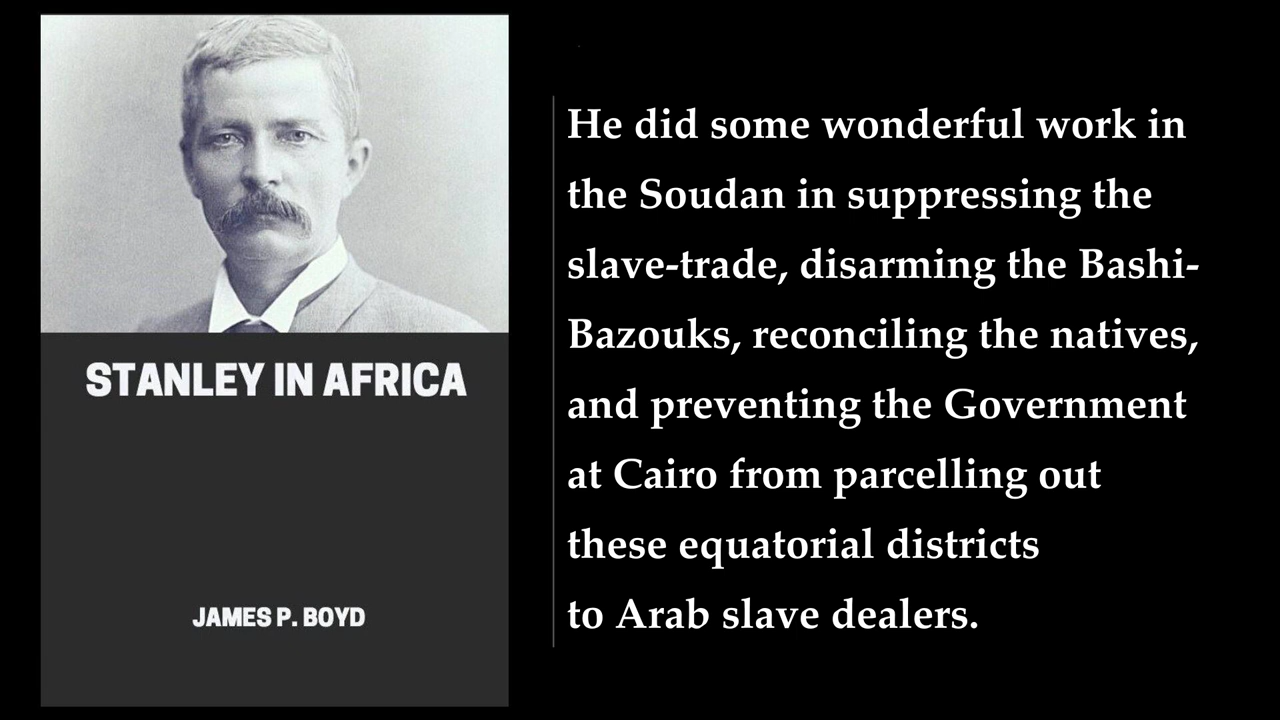 STANLEY IN AFRICA
JAMES P. BOYD
He did some wonderful work in
the Soudan in suppressing the
slave-trade, disarming the Bashi-
Bazouks, reconciling the natives,
and preventing the Government
at Cairo from parcelling out
these equatorial districts
to Arab slave dealers.